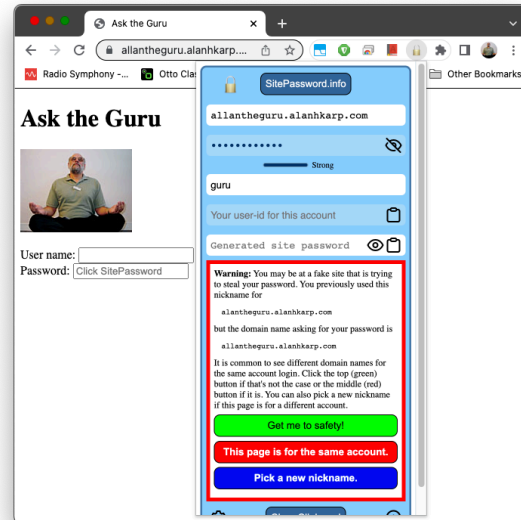 Ask the Guru
allantheguru.alanhkarp....
Radio Symphony -...
Otto Clas
Other Bookmarks
SitePassword.info
allantheguru.alanhkarp.com
Strong
guru
Your user-id for this account
Generated site password
Ask the Guru
User name:
Password: Click SitePassword
Warning: You may be at a fake site that is trying
to steal your password. You previously used this
nickname for
alantheguru.alanhkarp.com
but the domain name asking for your password is
allantheguru.alanhkarp.com
It is common to see different domain names for
the same account login. Click the top (green)
button if that's not the case or the middle (red)
button if it is. You can also pick a new nickname
if this page is for a different account.
Get me to safety!
This page is for the same account.
Pick a new nickname.